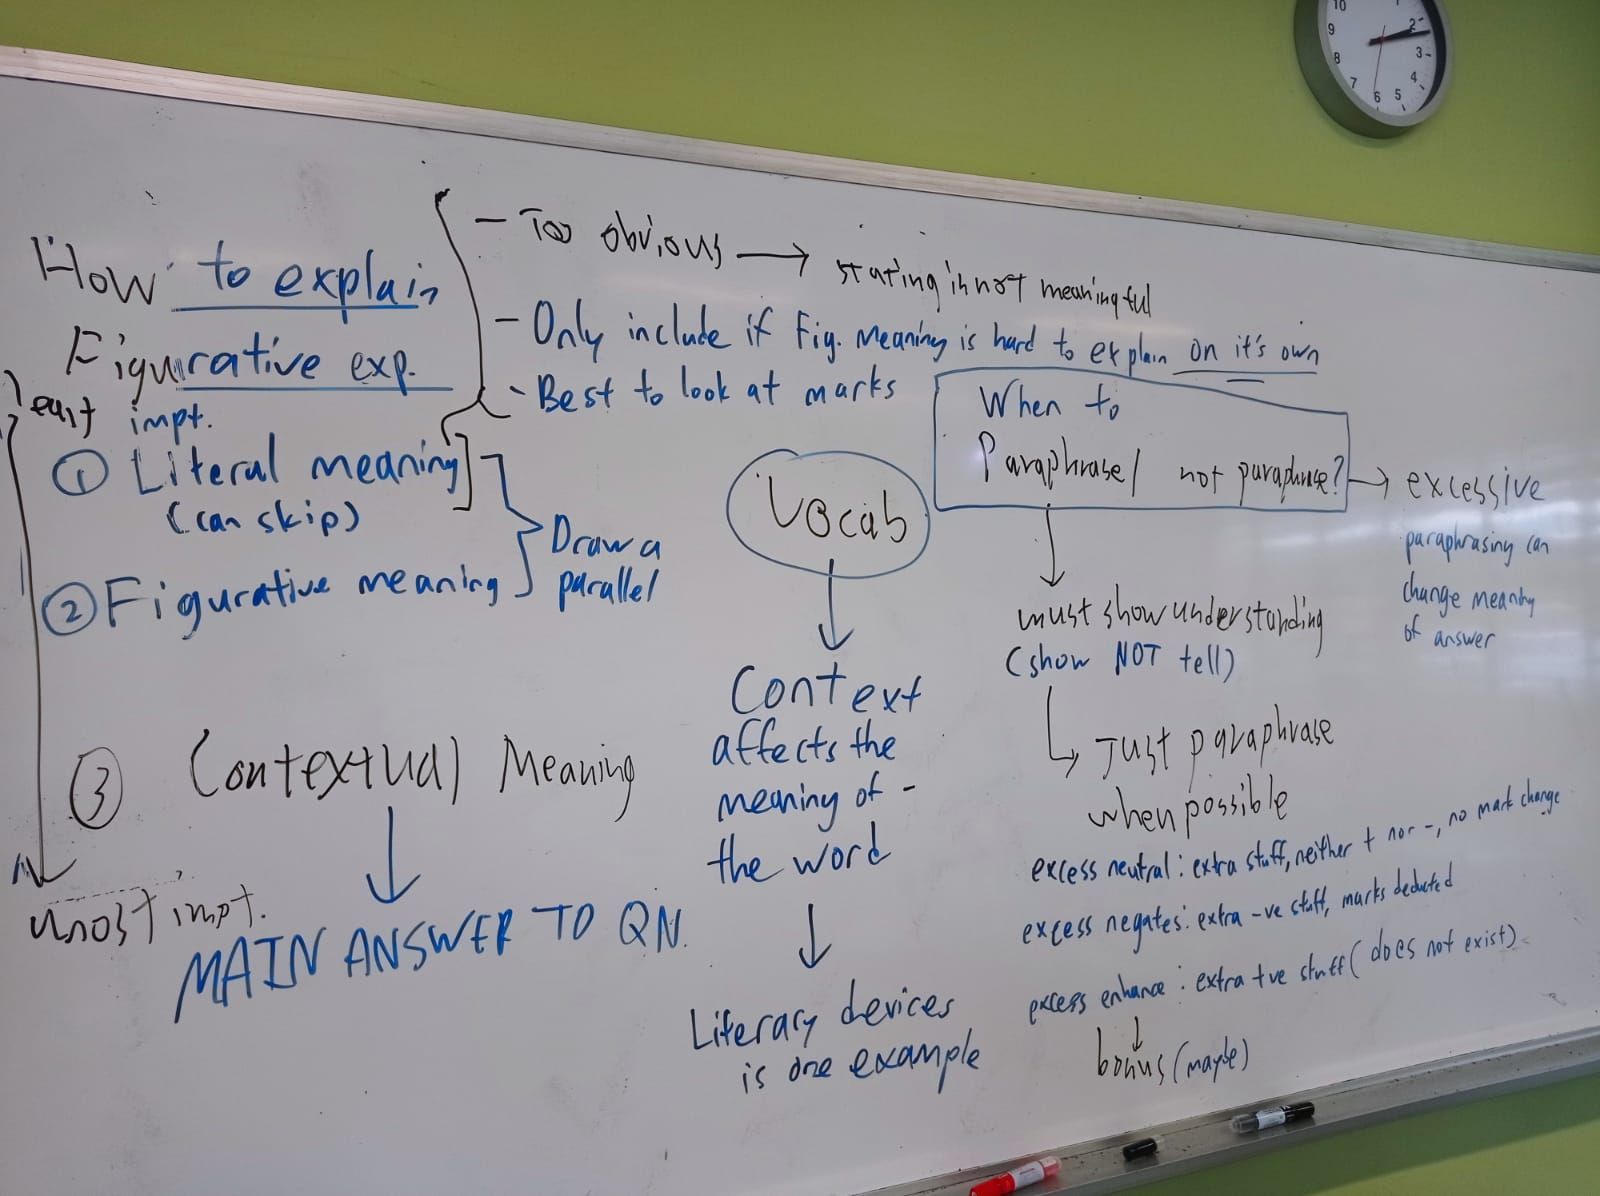 How to explain
Figurative exp.
least impt.
① Literal meaning
(can skip)
② Figurative meaning
Draw a
parallel
③ Contextual Meaning
most impt.
MAIN ANSWER TO QN.
- Too obvious → stating is not meaningful
- Only include if Fig. Meaning is hard to explain on it's own
- Best to look at marks
Vocab
Context
affects the
meaning of -
the word
Literary devices
is one example
When to
Paraphrase/ not paraphrase? → excessive
paraphrasing can
change meaning
of answer
must show understanding
(show NOT tell)
Just paraphrase
when possible
excess neutral: extra stuff, neither + nor -, no mark change
excess negates: extra -ve stuff, marks deducted
excess enhance: extra +ve stuff (does not exist)
bonus (maybe)
10
1
9
2
8
3
7
4
6
5